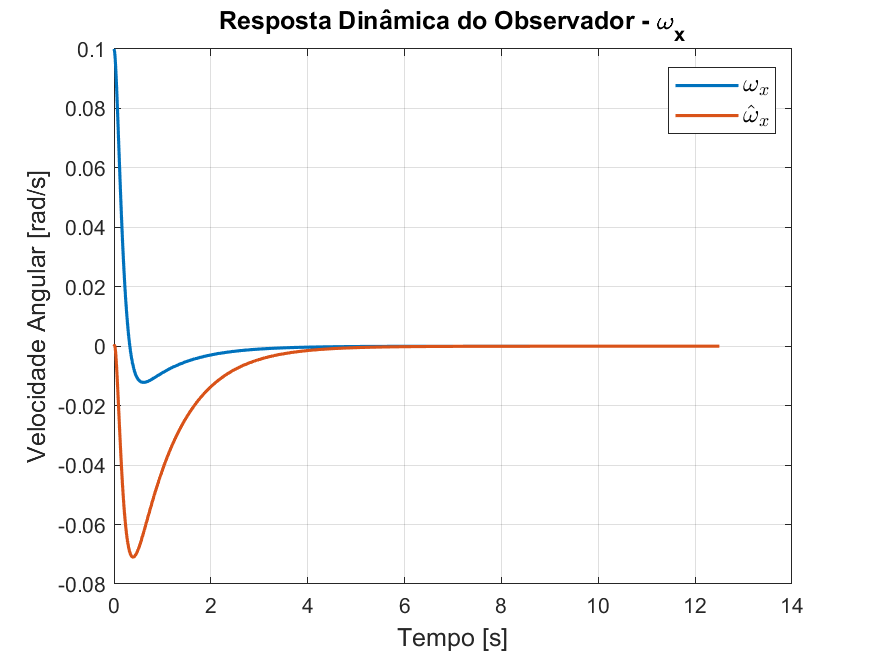 Resposta Dinâmica do Observador - ωₓ
0.1
ωₓ
ω̂ₓ
0.08
0.06
0.04
0.02
0
-0.02
-0.04
-0.06
-0.08
Velocidade Angular [rad/s]
0 2 4 6 8 10 12 14
Tempo [s]